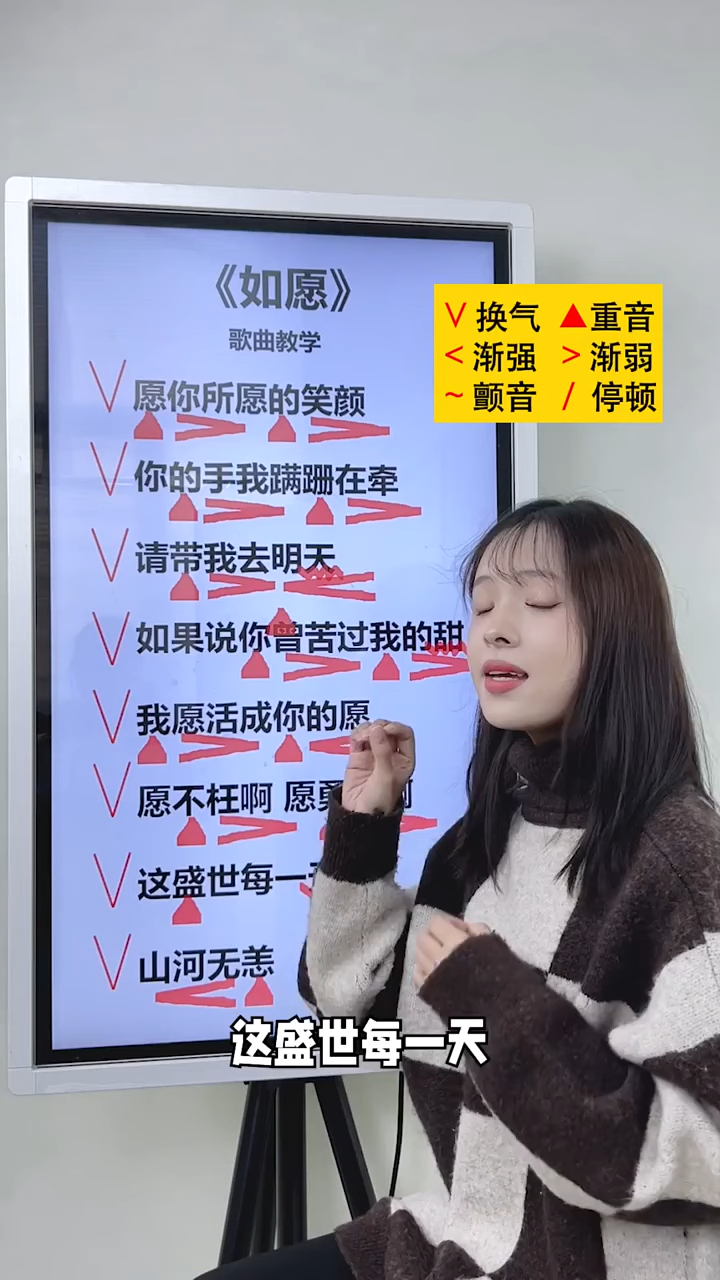 《如愿》
歌曲教学
愿你所愿的笑颜
你的手我蹒跚在牵
请带我去明天
如果说你曾苦过我的甜
我愿活成你的愿
愿不枉啊 愿勇
这盛世每一
山河无恙
V 换气 ▲重音
< 渐强 > 渐弱
~ 颤音 / 停顿
这盛世每一天